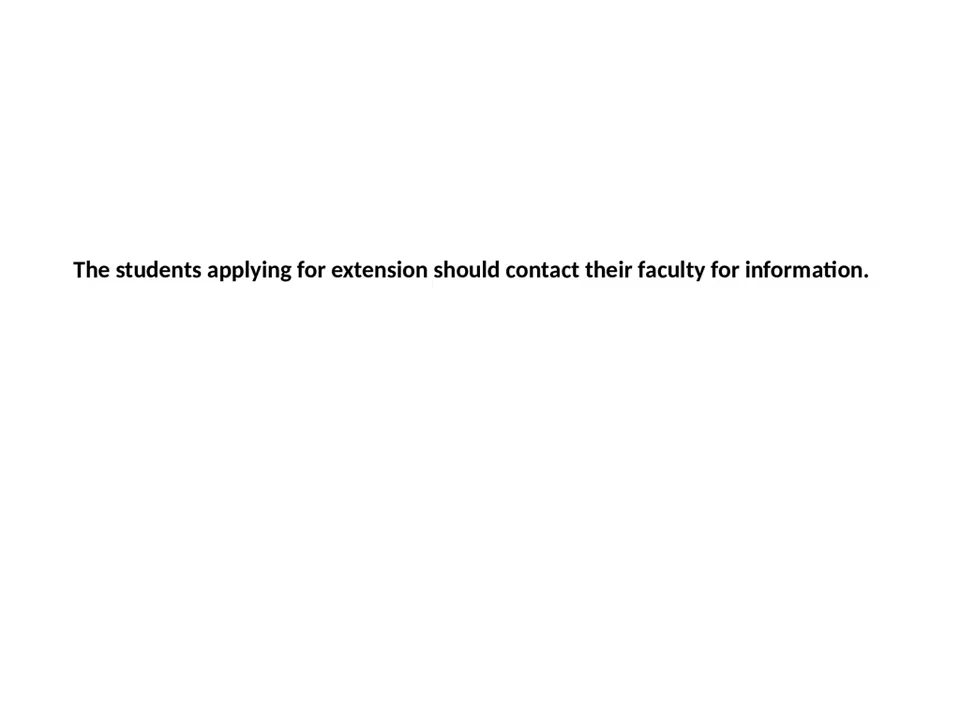 The students applying for extension should contact their faculty for information.